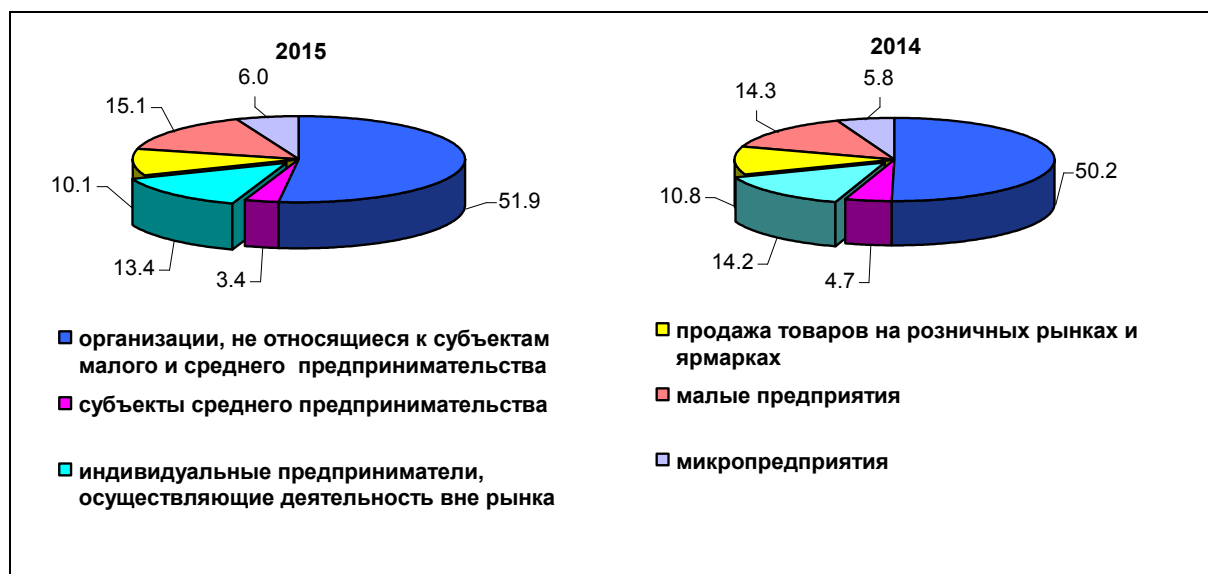 2015
6.0
15.1
10.1
13.4
3.4
51.9
2014
5.8
14.3
10.8
14.2
4.7
50.2
организации, не относящиеся к субъектам
малого и среднего предпринимательства
субъекты среднего предпринимательства
индивидуальные предприниматели,
осуществляющие деятельность вне рынка
продажа товаров на розничных рынках и
ярмарках
малые предприятия
микропредприятия